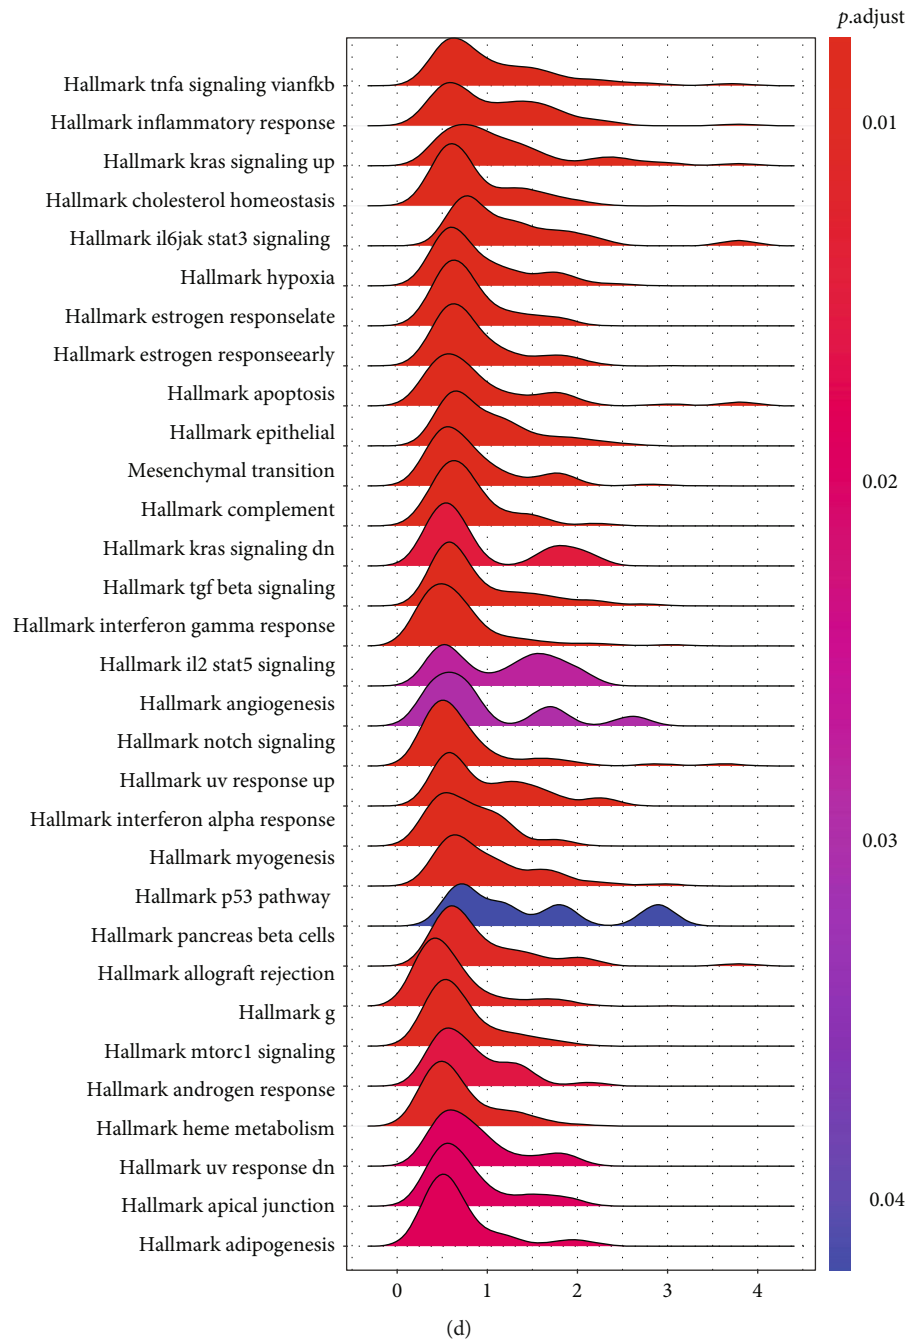 p.adjust
Hallmark tnfa signaling vianfkb
Hallmark inflammatory response
Hallmark kras signaling up
Hallmark cholesterol homeostasis
Hallmark il6jak stat3 signaling
Hallmark hypoxia
Hallmark estrogen responselate
Hallmark estrogen responseearly
Hallmark apoptosis
Hallmark epithelial
Mesenchymal transition
Hallmark complement
Hallmark kras signaling dn
Hallmark tgf beta signaling
Hallmark interferon gamma response
Hallmark il2 stat5 signaling
Hallmark angiogenesis
Hallmark notch signaling
Hallmark uv response up
Hallmark interferon alpha response
Hallmark myogenesis
Hallmark p53 pathway
Hallmark pancreas beta cells
Hallmark allograft rejection
Hallmark g
Hallmark mtorc1 signaling
Hallmark androgen response
Hallmark heme metabolism
Hallmark uv response dn
Hallmark apical junction
Hallmark adipogenesis
0 1 2 3 4
0.01
0.02
0.03
0.04
(d)